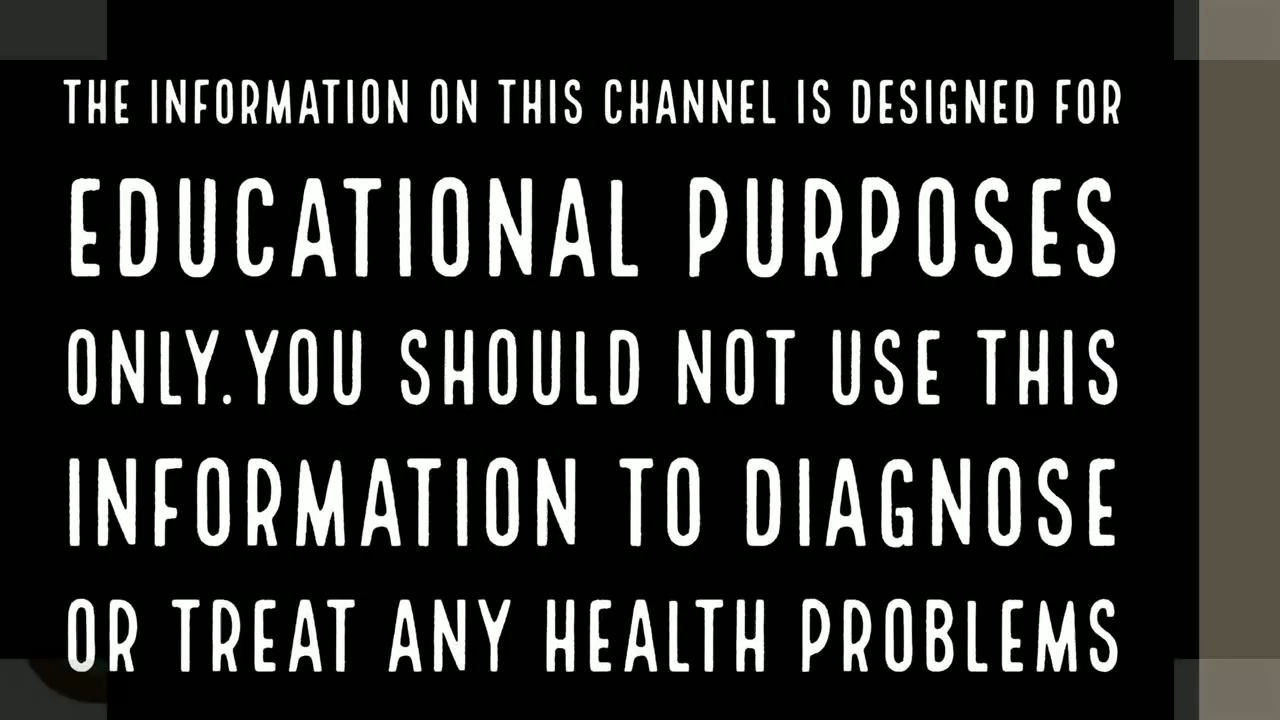 THE INFORMATION ON THIS CHANNEL IS DESIGNED FOR
EDUCATIONAL PURPOSES
ONLY.YOU SHOULD NOT USE THIS
INFORMATION TO DIAGNOSE
OR TREAT ANY HEALTH PROBLEMS